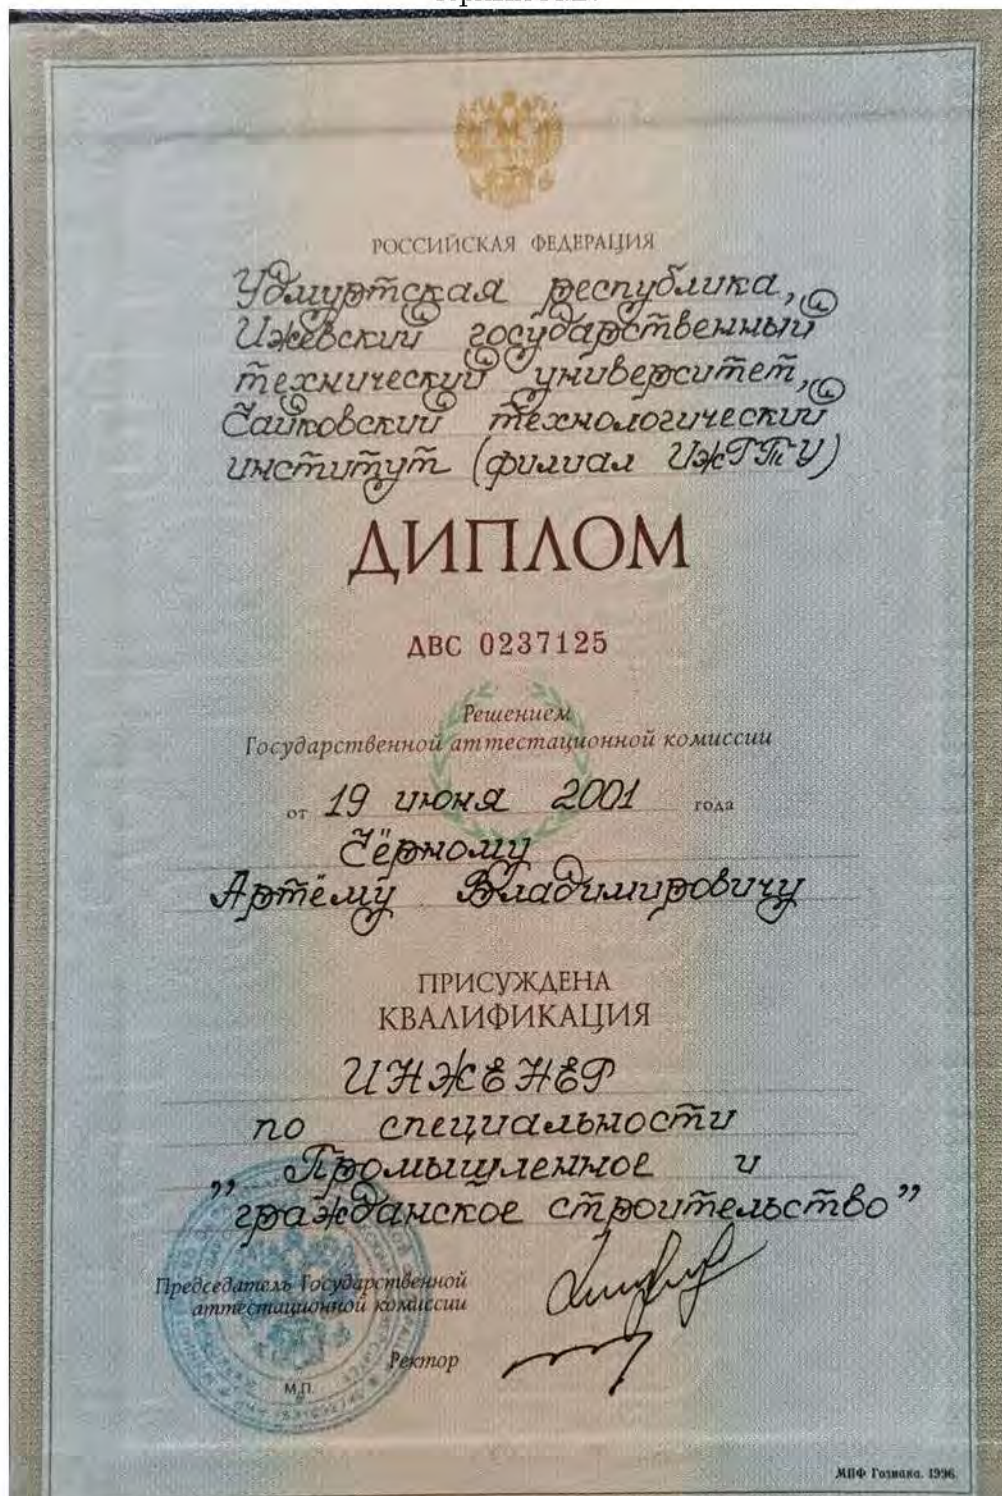 РОССИЙСКАЯ ФЕДЕРАЦИЯ
Удмуртская республика,
Ижевский государственный
технический университет,
Чайковский технологический
институт (филиал ИжГТУ)
ДИПЛОМ
АВС 0237125
Решением
Государственной аттестационной комиссии
от 19 июня 2001 года
Чёрному
Артёму Владимировичу
ПРИСУЖДЕНА
КВАЛИФИКАЦИЯ
ИНЖЕНЕР
по специальности
„Промышленное и
гражданское строительство”
Председатель Государственной
аттестационной комиссии
Ректор
М.П.
МПФ Гознака. 1996.